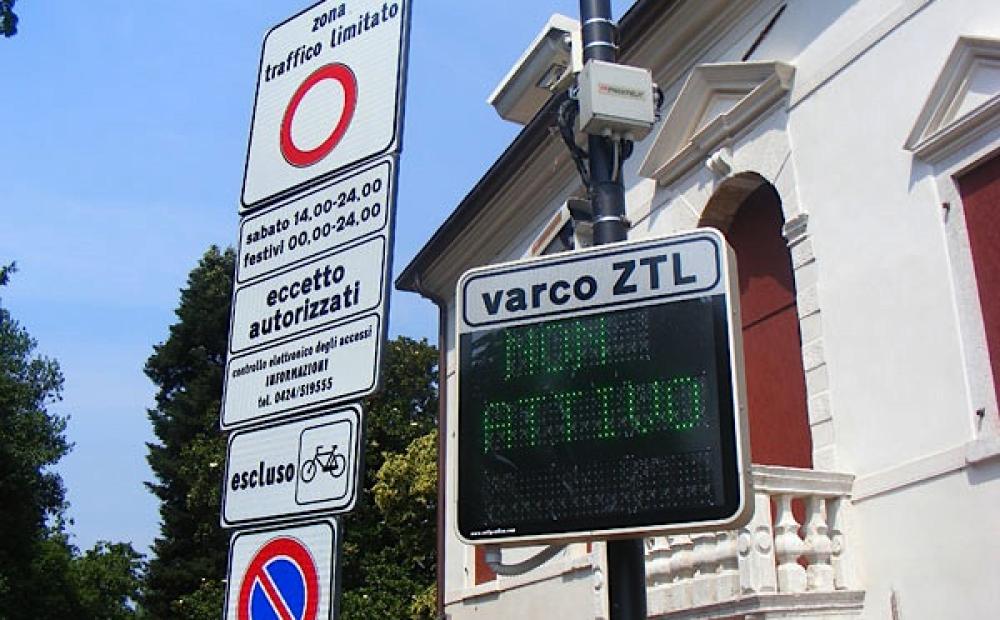 zona
traffico limitato
sabato 14,00-24,00
festivi 00,00-24,00
eccetto
autorizzati
controllo elettronico degli accessi
INFORMAZIONI
tel. 0424/519555
escluso
varco ZTL
NON
ATTIVO